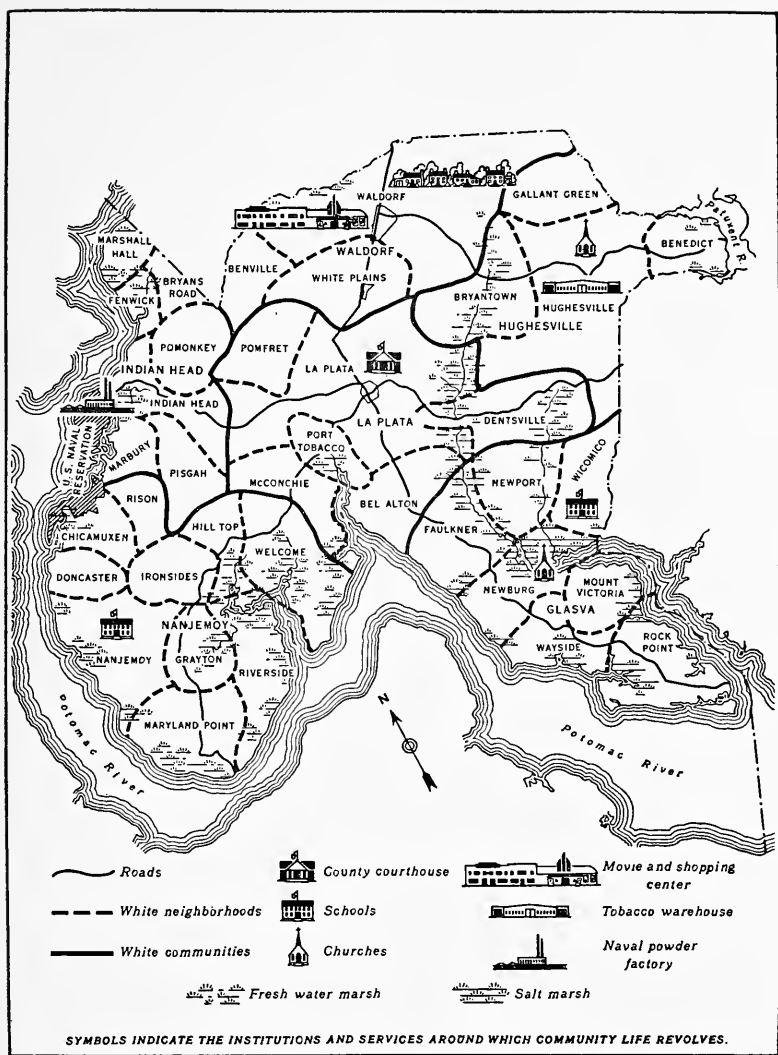 WALDORF
GALLANT GREEN
Patuxent R.
MARSHALL
HALL
WALDORF
BENEDICT
BENVILLE
WHITE PLAINS
BRYANS
ROAD
FENWICK
BRYANTOWN
HUGHESVILLE
HUGHESVILLE
POMONKEY
POMFRET
INDIAN HEAD
LA PLATA
INDIAN HEAD
LA PLATA
DENTSVILLE
U.S. NAVAL
RESERVATION
MARBURY
PORT
TOBACCO
WICOMICO
PISGAH
McCONCHIE
NEWPORT
RISON
BEL ALTON
HILL TOP
FAULKNER
CHICAMUXEN
WELCOME
DONCASTER
IRONSIDES
MOUNT
VICTORIA
NEWBURG
GLASVA
NANJEMOY
ROCK
POINT
WAYSIDE
NANJEMOY
GRAYTON
RIVERSIDE
MARYLAND POINT
N
Potomac River
Potomac River
Roads
County courthouse
Movie and shopping
center
White neighborhoods
Schools
Tobacco warehouse
White communities
Churches
Naval powder
factory
Fresh water marsh
Salt marsh
SYMBOLS INDICATE THE INSTITUTIONS AND SERVICES AROUND WHICH COMMUNITY LIFE REVOLVES.